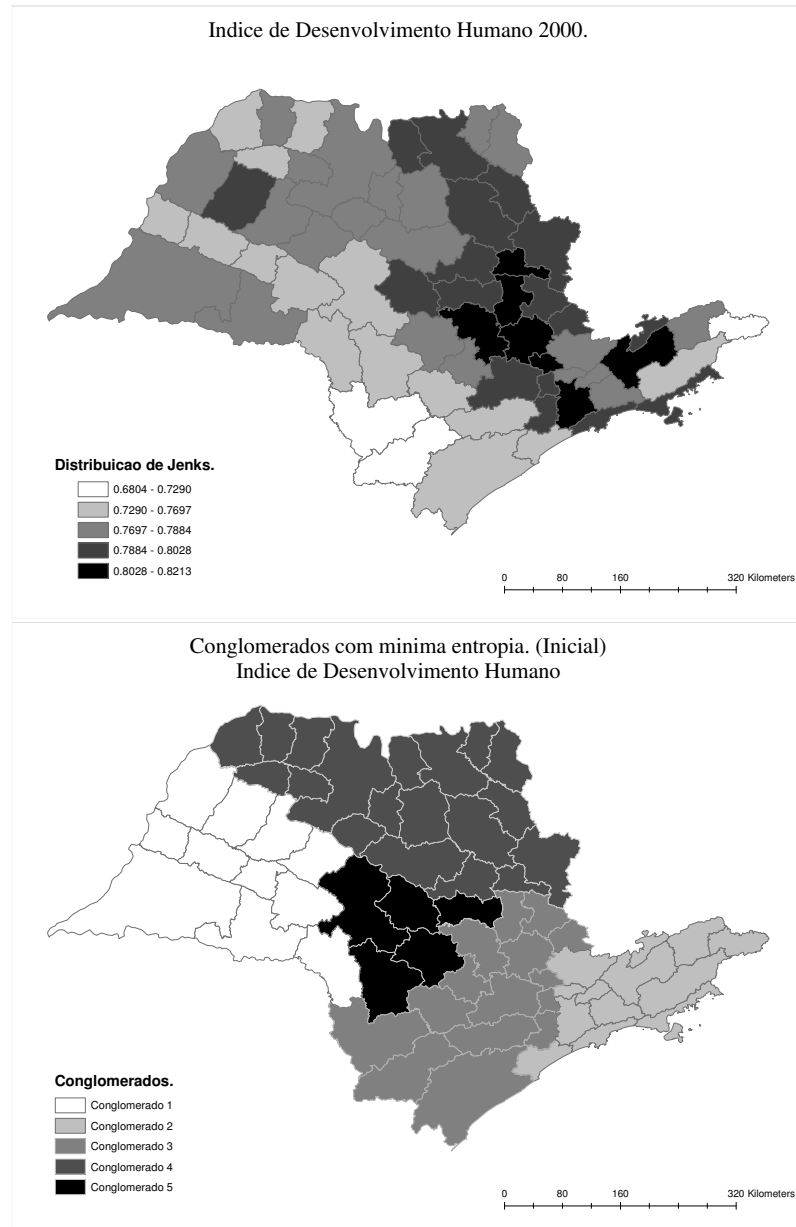 Indice de Desenvolvimento Humano 2000.
Distribuicao de Jenks.
0.6804 - 0.7290
0.7290 - 0.7697
0.7697 - 0.7884
0.7884 - 0.8028
0.8028 - 0.8213
0 80 160 320 Kilometers
Conglomerados com minima entropia. (Inicial)
Indice de Desenvolvimento Humano
Conglomerados.
Conglomerado 1
Conglomerado 2
Conglomerado 3
Conglomerado 4
Conglomerado 5
0 80 160 320 Kilometers